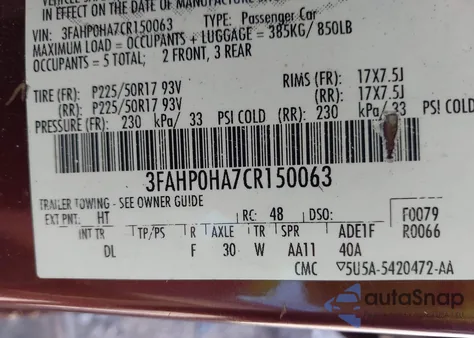 IN EFFECT ON THE DATE OF MANUFACTURE
VIN: 3FAHP0HA7CR150063 TYPE: Passenger Car
MAXIMUM LOAD = OCCUPANTS + LUGGAGE = 385KG/ 850LB
OCCUPANTS = 5 TOTAL; 2 FRONT, 3 REAR
TIRE (FR): P225/50R17 93V RIMS (FR): 17X7.5J
(RR): P225/50R17 93V (RR): 17X7.5J
PRESSURE (FR): 230 kPa/ 33 PSI COLD (RR): 230 kPa/ 33 PSI COLD
3FAHP0HA7CR150063
TRAILER TOWING - SEE OWNER GUIDE
EXT PNT: HT RC: 48 DSO: F0079
INT TR TP/PS R AXLE TR SPR ADE1F R0066
DL F 30 W AA11 40A
CMC ▽5U5A-5420472-AA
autoSnap